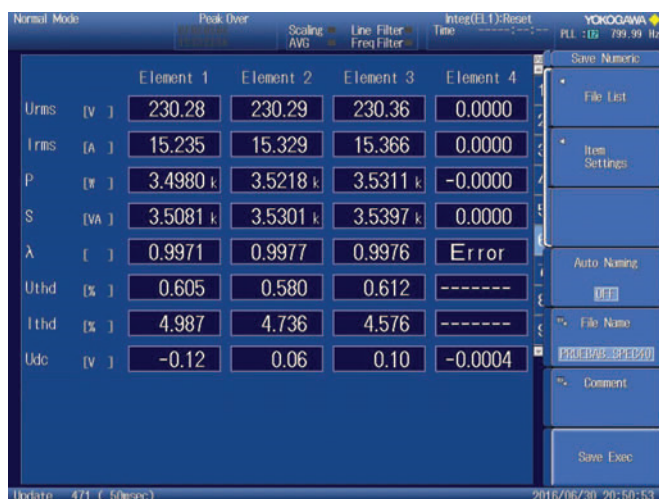 Normal Mode Peak Over Scaling AVG Line Filter Freq Filter Integ(EL1):Reset Time -----:--:-- YOKOGAWA
PLL : 799.99 Hz
Save Numeric
File List
Item Settings
Auto Naming
OFF
File Name
Comment
Save Exec
Element 1 Element 2 Element 3 Element 4
Urms [V ] 230.28 230.29 230.36 0.0000
Irms [A ] 15.235 15.329 15.366 0.0000
P [W ] 3.4980 k 3.5218 k 3.5311 k -0.0000
S [VA ] 3.5081 k 3.5301 k 3.5397 k 0.0000
λ [ ] 0.9971 0.9977 0.9976 Error
Uthd [% ] 0.605 0.580 0.612 -------
Ithd [% ] 4.987 4.736 4.576 -------
Udc [V ] -0.12 0.06 0.10 -0.0004
Update 471 ( 50msec) 2016/06/30 20:50:53